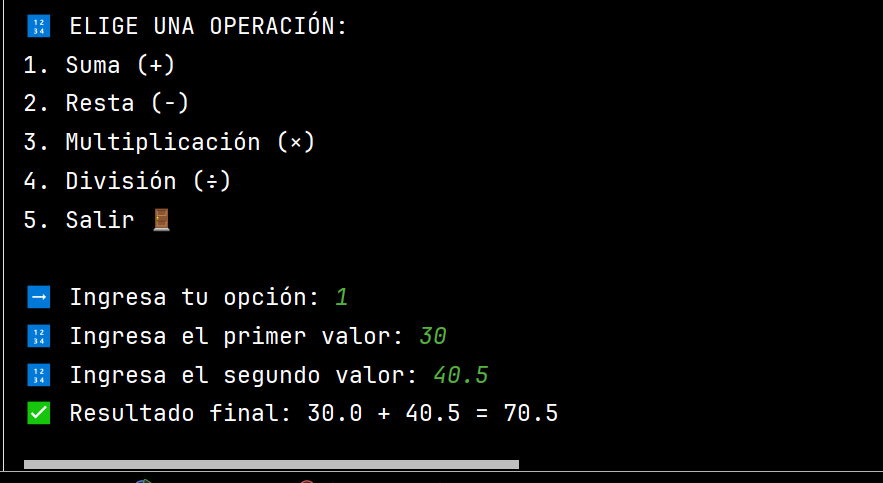 🔢 ELIGE UNA OPERACIÓN:
1. Suma (+)
2. Resta (-)
3. Multiplicación (×)
4. División (÷)
5. Salir 🚪
➡️ Ingresa tu opción: 1
🔢 Ingresa el primer valor: 30
🔢 Ingresa el segundo valor: 40.5
✅ Resultado final: 30.0 + 40.5 = 70.5